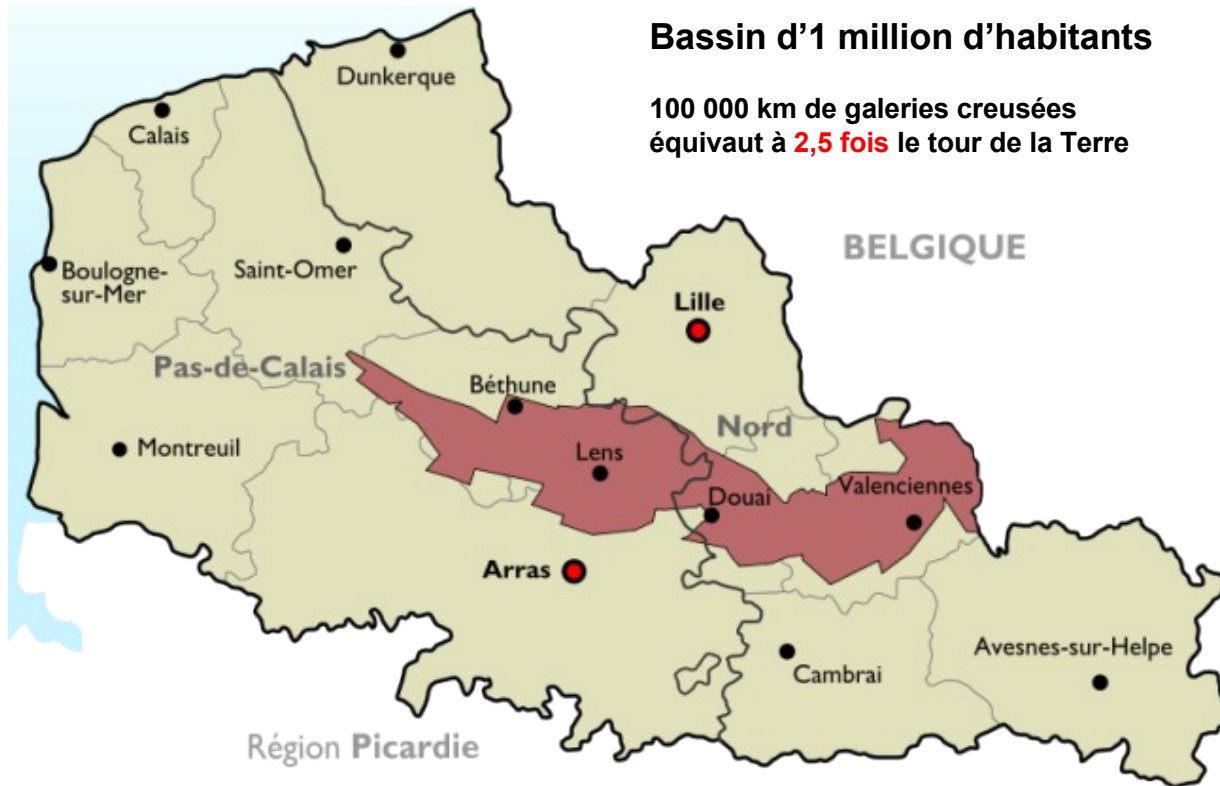 Bassin d’1 million d’habitants
100 000 km de galeries creusées
équivaut à 2,5 fois le tour de la Terre
Dunkerque
Calais
BELGIQUE
Saint-Omer
Boulogne-
sur-Mer
Lille
Pas-de-Calais
Béthune
Nord
Montreuil
Lens
Valenciennes
Douai
Arras
Avesnes-sur-Helpe
Cambrai
Région Picardie